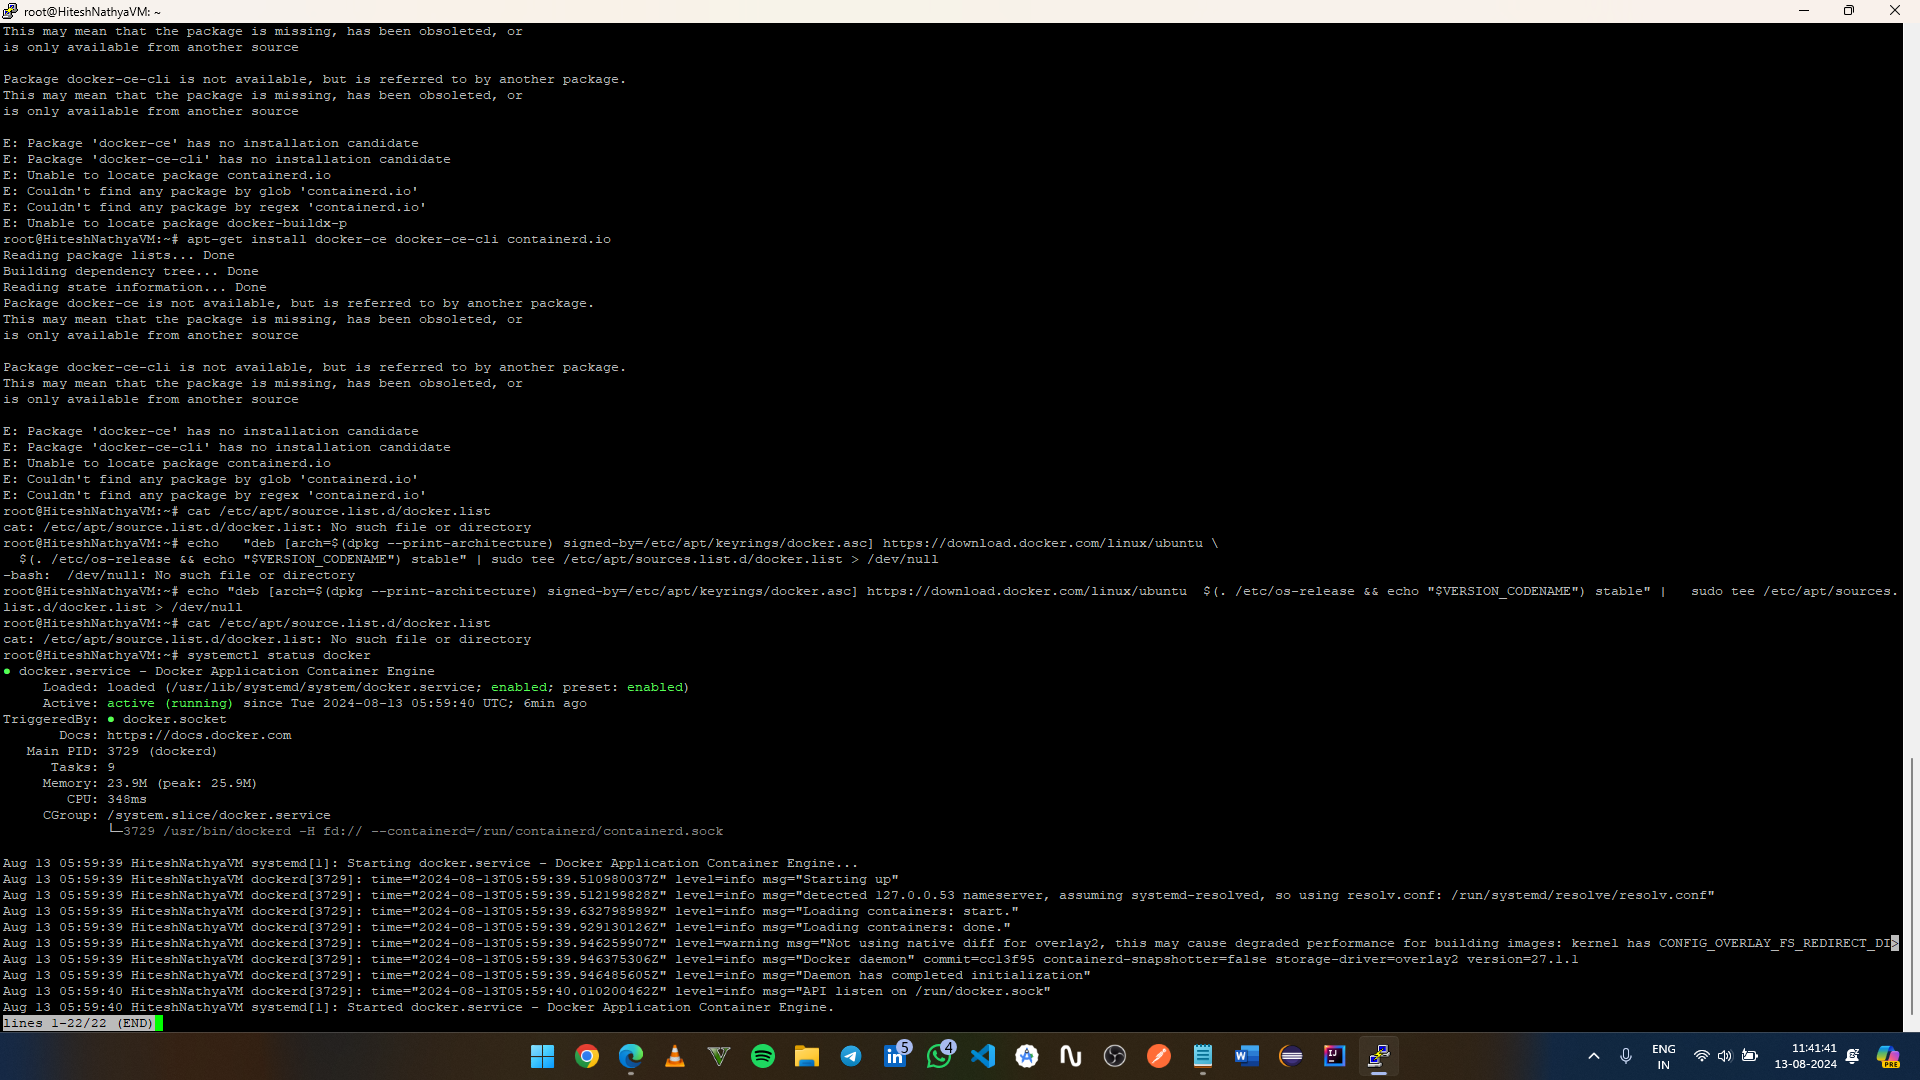 root@HiteshNathyaVM: ~
This may mean that the package is missing, has been obsoleted, or
is only available from another source
Package docker-ce-cli is not available, but is referred to by another package.
This may mean that the package is missing, has been obsoleted, or
is only available from another source
E: Package 'docker-ce' has no installation candidate
E: Package 'docker-ce-cli' has no installation candidate
E: Unable to locate package containerd.io
E: Couldn't find any package by glob 'containerd.io'
E: Couldn't find any package by regex 'containerd.io'
E: Unable to locate package docker-buildx-p
root@HiteshNathyaVM:~# apt-get install docker-ce docker-ce-cli containerd.io
Reading package lists... Done
Building dependency tree... Done
Reading state information... Done
Package docker-ce is not available, but is referred to by another package.
This may mean that the package is missing, has been obsoleted, or
is only available from another source
Package docker-ce-cli is not available, but is referred to by another package.
This may mean that the package is missing, has been obsoleted, or
is only available from another source
E: Package 'docker-ce' has no installation candidate
E: Package 'docker-ce-cli' has no installation candidate
E: Unable to locate package containerd.io
E: Couldn't find any package by glob 'containerd.io'
E: Couldn't find any package by regex 'containerd.io'
root@HiteshNathyaVM:~# cat /etc/apt/source.list.d/docker.list
cat: /etc/apt/source.list.d/docker.list: No such file or directory
root@HiteshNathyaVM:~# echo   "deb [arch=$(dpkg --print-architecture) signed-by=/etc/apt/keyrings/docker.asc] https://download.docker.com/linux/ubuntu \
  $(. /etc/os-release && echo "$VERSION_CODENAME") stable" | sudo tee /etc/apt/sources.list.d/docker.list > /dev/null
-bash:  /dev/null: No such file or directory
root@HiteshNathyaVM:~# echo "deb [arch=$(dpkg --print-architecture) signed-by=/etc/apt/keyrings/docker.asc] https://download.docker.com/linux/ubuntu  $(. /etc/os-release && echo "$VERSION_CODENAME") stable" |   sudo tee /etc/apt/sources.
list.d/docker.list > /dev/null
root@HiteshNathyaVM:~# cat /etc/apt/source.list.d/docker.list
cat: /etc/apt/source.list.d/docker.list: No such file or directory
root@HiteshNathyaVM:~# systemctl status docker
● docker.service - Docker Application Container Engine
     Loaded: loaded (/usr/lib/systemd/system/docker.service; enabled; preset: enabled)
     Active: active (running) since Tue 2024-08-13 05:59:40 UTC; 6min ago
TriggeredBy: ● docker.socket
       Docs: https://docs.docker.com
   Main PID: 3729 (dockerd)
      Tasks: 9
     Memory: 23.9M (peak: 25.9M)
        CPU: 348ms
     CGroup: /system.slice/docker.service
             └─3729 /usr/bin/dockerd -H fd:// --containerd=/run/containerd/containerd.sock
Aug 13 05:59:39 HiteshNathyaVM systemd[1]: Starting docker.service - Docker Application Container Engine...
Aug 13 05:59:39 HiteshNathyaVM dockerd[3729]: time="2024-08-13T05:59:39.510980037Z" level=info msg="Starting up"
Aug 13 05:59:39 HiteshNathyaVM dockerd[3729]: time="2024-08-13T05:59:39.512199828Z" level=info msg="detected 127.0.0.53 nameserver, assuming systemd-resolved, so using resolv.conf: /run/systemd/resolve/resolv.conf"
Aug 13 05:59:39 HiteshNathyaVM dockerd[3729]: time="2024-08-13T05:59:39.632798989Z" level=info msg="Loading containers: start."
Aug 13 05:59:39 HiteshNathyaVM dockerd[3729]: time="2024-08-13T05:59:39.929130126Z" level=info msg="Loading containers: done."
Aug 13 05:59:39 HiteshNathyaVM dockerd[3729]: time="2024-08-13T05:59:39.946259907Z" level=warning msg="Not using native diff for overlay2, this may cause degraded performance for building images: kernel has CONFIG_OVERLAY_FS_REDIRECT_DI>
Aug 13 05:59:39 HiteshNathyaVM dockerd[3729]: time="2024-08-13T05:59:39.946375306Z" level=info msg="Docker daemon" commit=cc13f95 containerd-snapshotter=false storage-driver=overlay2 version=27.1.1
Aug 13 05:59:39 HiteshNathyaVM dockerd[3729]: time="2024-08-13T05:59:39.946485605Z" level=info msg="Daemon has completed initialization"
Aug 13 05:59:40 HiteshNathyaVM dockerd[3729]: time="2024-08-13T05:59:40.010200462Z" level=info msg="API listen on /run/docker.sock"
Aug 13 05:59:40 HiteshNathyaVM systemd[1]: Started docker.service - Docker Application Container Engine.
lines 1-22/22 (END)
5
4
ENG
IN
11:41:41
13-08-2024
PRE